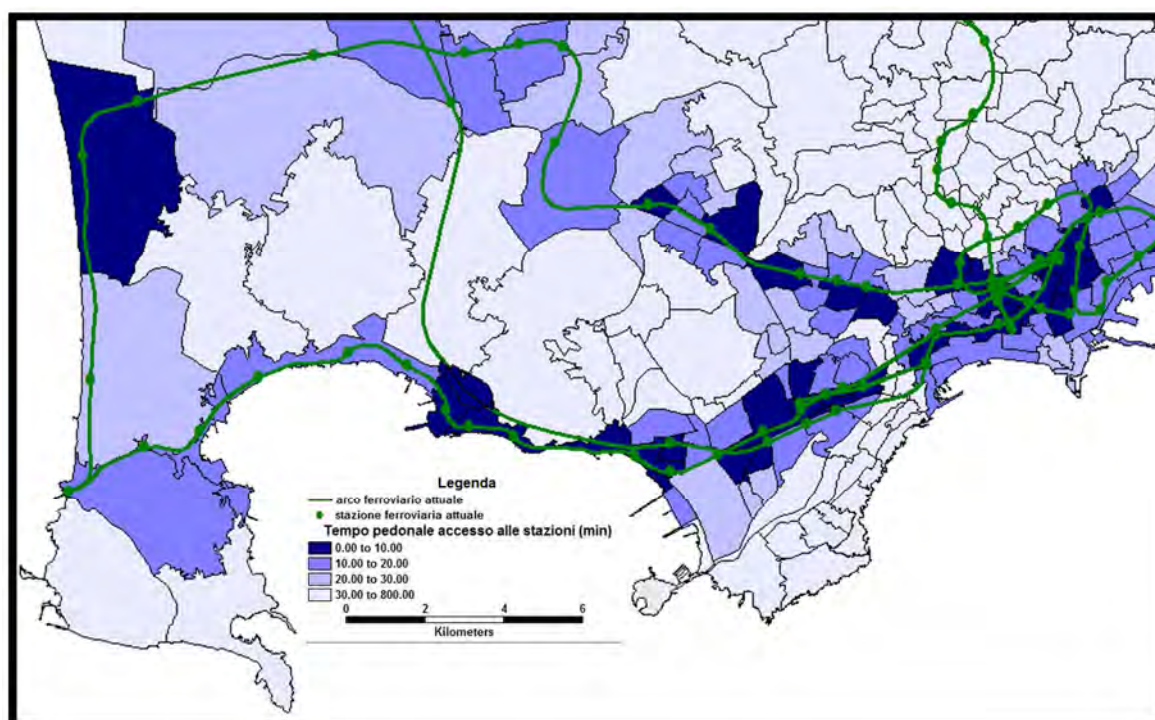 Legenda
arco ferroviario attuale
stazione ferroviaria attuale
Tempo pedonale accesso alle stazioni (min)
0.00 to 10.00
10.00 to 20.00
20.00 to 30.00
30.00 to 800.00
0 2 4 6
Kilometers